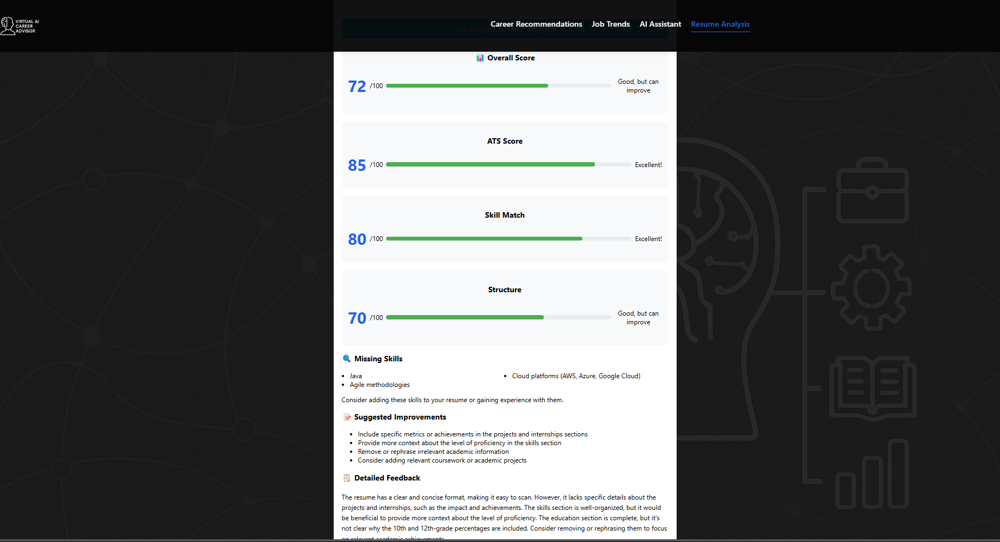 VIRTUAL AI
CAREER
ADVISOR
Career Recommendations
Job Trends
AI Assistant
Resume Analysis
Overall Score
72 /100
Good, but can
improve
ATS Score
85 /100 Excellent!
Skill Match
80 /100 Excellent!
Structure
70 /100
Good, but can
improve
Missing Skills
• Java
• Cloud platforms (AWS, Azure, Google Cloud)
• Agile methodologies
Consider adding these skills to your resume or gaining experience with them.
Suggested Improvements
• Include specific metrics or achievements in the projects and internships sections
• Provide more context about the level of proficiency in the skills section
• Remove or rephrase irrelevant academic information
• Consider adding relevant coursework or academic projects
Detailed Feedback
The resume has a clear and concise format, making it easy to scan. However, it lacks specific details about the
projects and internships, such as the impact and achievements. The skills section is well-organized, but it would
be beneficial to provide more context about the level of proficiency. The education section is complete, but it's
not clear why the 10th and 12th-grade percentages are included. Consider removing or rephrasing them to focus
on relevant academic achievements.